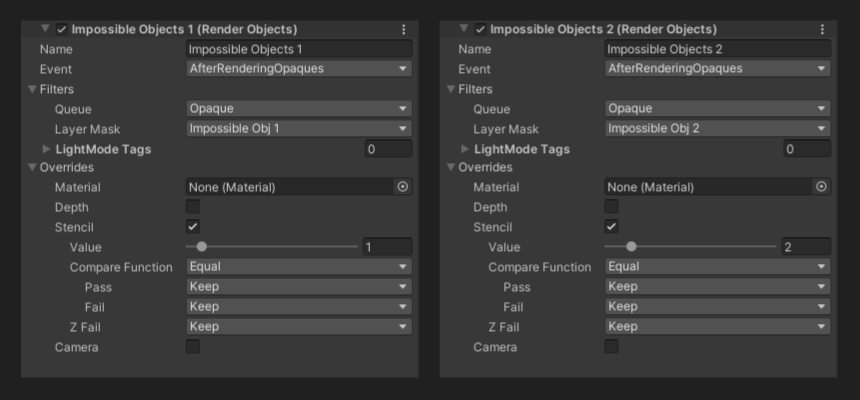 Impossible Objects 1 (Render Objects)
Name Impossible Objects 1
Event AfterRenderingOpaques
Filters
Queue Opaque
Layer Mask Impossible Obj 1
LightMode Tags 0
Overrides
Material None (Material)
Depth
Stencil
Value 1
Compare Function Equal
Pass Keep
Fail Keep
Z Fail Keep
Camera
Impossible Objects 2 (Render Objects)
Name Impossible Objects 2
Event AfterRenderingOpaques
Filters
Queue Opaque
Layer Mask Impossible Obj 2
LightMode Tags 0
Overrides
Material None (Material)
Depth
Stencil
Value 2
Compare Function Equal
Pass Keep
Fail Keep
Z Fail Keep
Camera